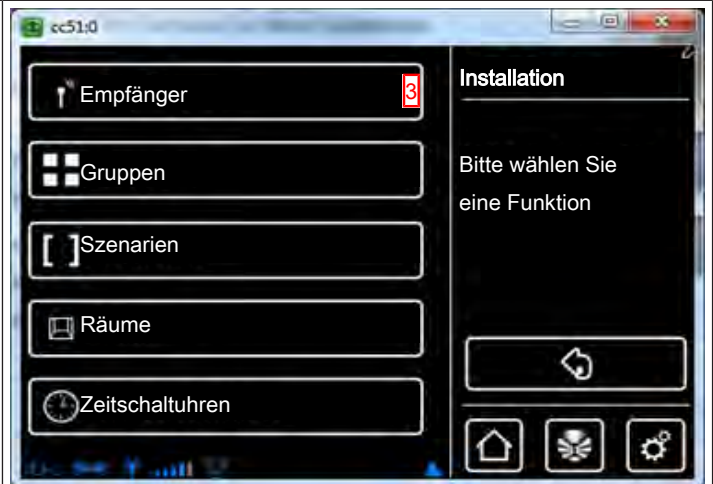 cc51:0
Empfänger
3
Gruppen
Szenarien
Räume
Zeitschaltuhren
Installation
Bitte wählen Sie
eine Funktion